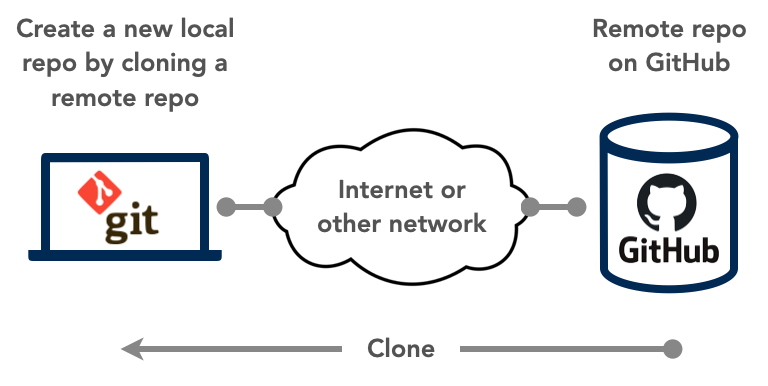 Create a new local
repo by cloning a
remote repo
Remote repo
on GitHub
git
Internet or
other network
GitHub
Clone